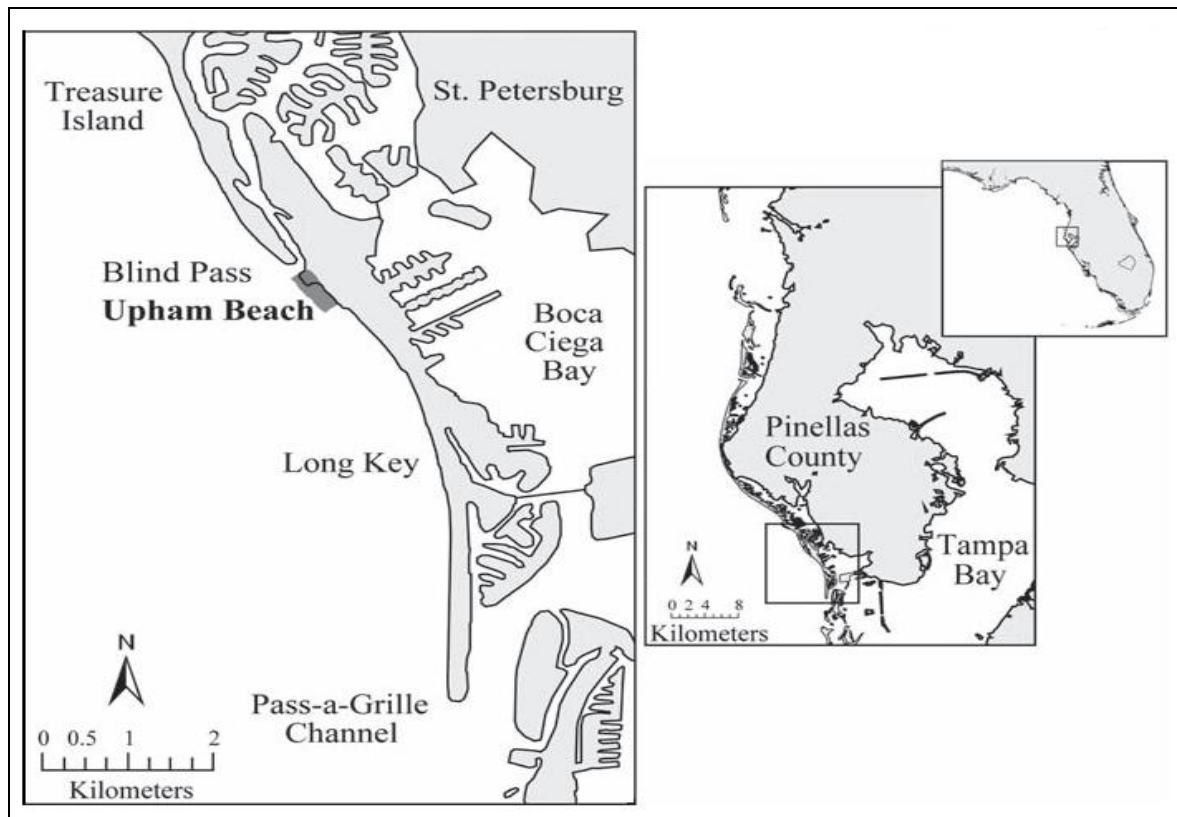 Treasure
Island
St. Petersburg
Blind Pass
Upham Beach
Boca
Ciega
Bay
Long Key
N
Pass-a-Grille
Channel
0 0.5 1 2
Kilometers
Pinellas
County
Tampa
Bay
N
0 2 4 8
Kilometers